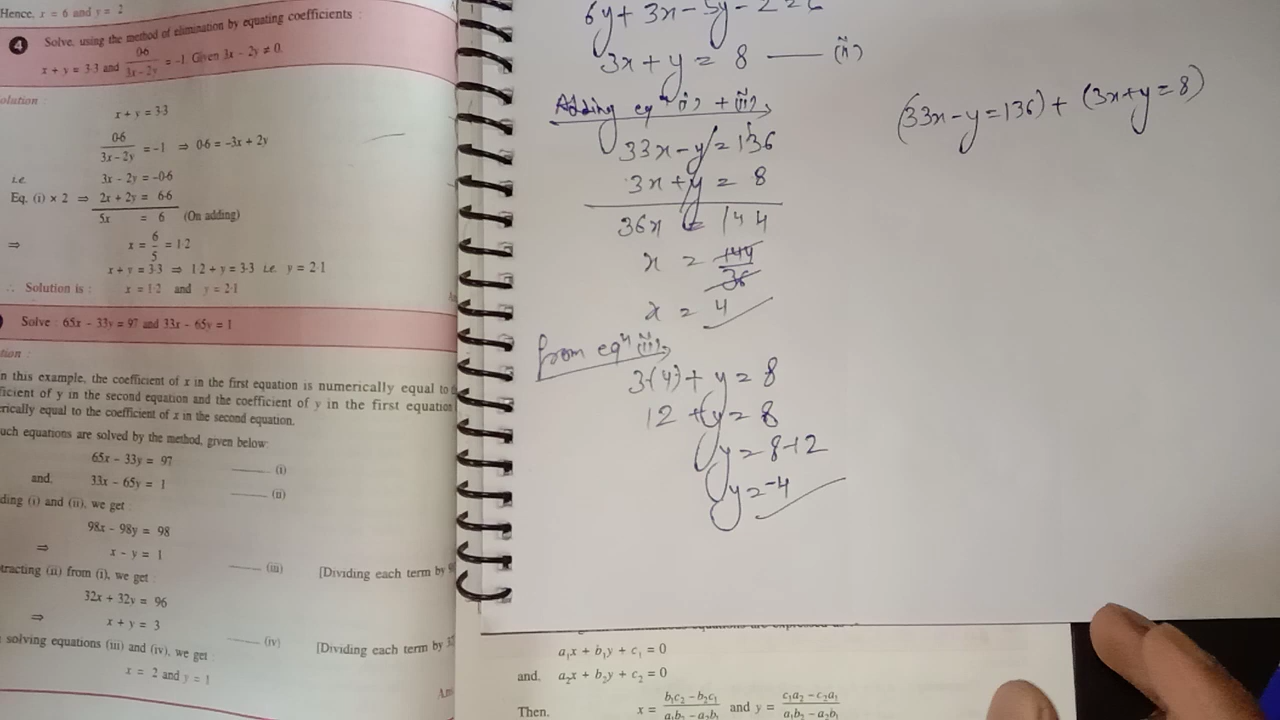 Hence, x = 6 and y = 2
4 Solve, using the method of elimination by equating coefficients :
x + y = 3·3 and 0·6/3x-2y = -1. Given 3x - 2y ≠ 0.
olution :
x + y = 3·3
0·6/3x-2y = -1 ⇒ 0·6 = -3x + 2y
i.e. 3x - 2y = -0·6
Eq. (i) × 2 ⇒ 2x + 2y = 6·6
5x = 6 (On adding)
⇒ x = 6/5 = 1·2
x + y = 3·3 ⇒ 1·2 + y = 3·3 i.e. y = 2·1
∴ Solution is : x = 1·2 and y = 2·1
Solve : 65x - 33y = 97 and 33x - 65y = 1
tion :
n this example, the coefficient of x in the first equation is numerically equal to
ficient of y in the second equation and the coefficient of y in the first equation
erically equal to the coefficient of x in the second equation.
uch equations are solved by the method, given below:
65x - 33y = 97 (i)
and, 33x - 65y = 1 (ii)
ding (i) and (ii), we get :
98x - 98y = 98
⇒ x - y = 1 (iii) [Dividing each term by
tracting (ii) from (i), we get :
32x + 32y = 96
⇒ x + y = 3 (iv) [Dividing each term by
solving equations (iii) and (iv), we get
x = 2 and y = 1
3x + y = 8 (ii)
Adding eqn (i) + (ii),
33x - y = 136
3x + y = 8
36x = 144
x = 144/36
x = 4
from eqn (ii),
3(4) + y = 8
12 + y = 8
y = 8-12
y = -4
(33x - y = 136) + (3x + y = 8)
a₁x + b₁y + c₁ = 0
and, a₂x + b₂y + c₂ = 0
Then, x = b₁c₂ - b₂c₁/a₁b₂ - a₂b₁ and y = c₁a₂ - c₂a₁/a₁b₂ - a₂b₁